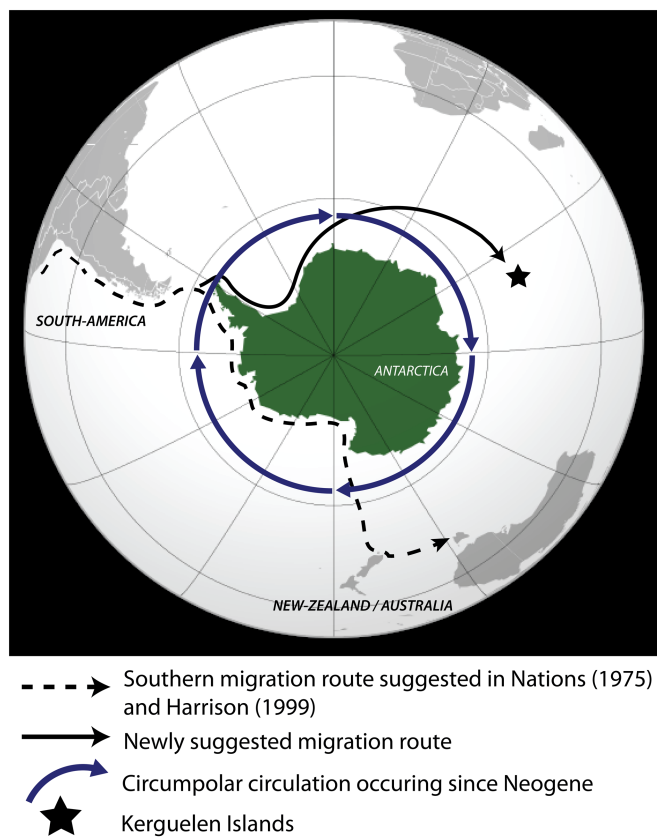 SOUTH-AMERICA
ANTARCTICA
NEW-ZEALAND / AUSTRALIA
Southern migration route suggested in Nations (1975)
and Harrison (1999)
Newly suggested migration route
Circumpolar circulation occuring since Neogene
Kerguelen Islands